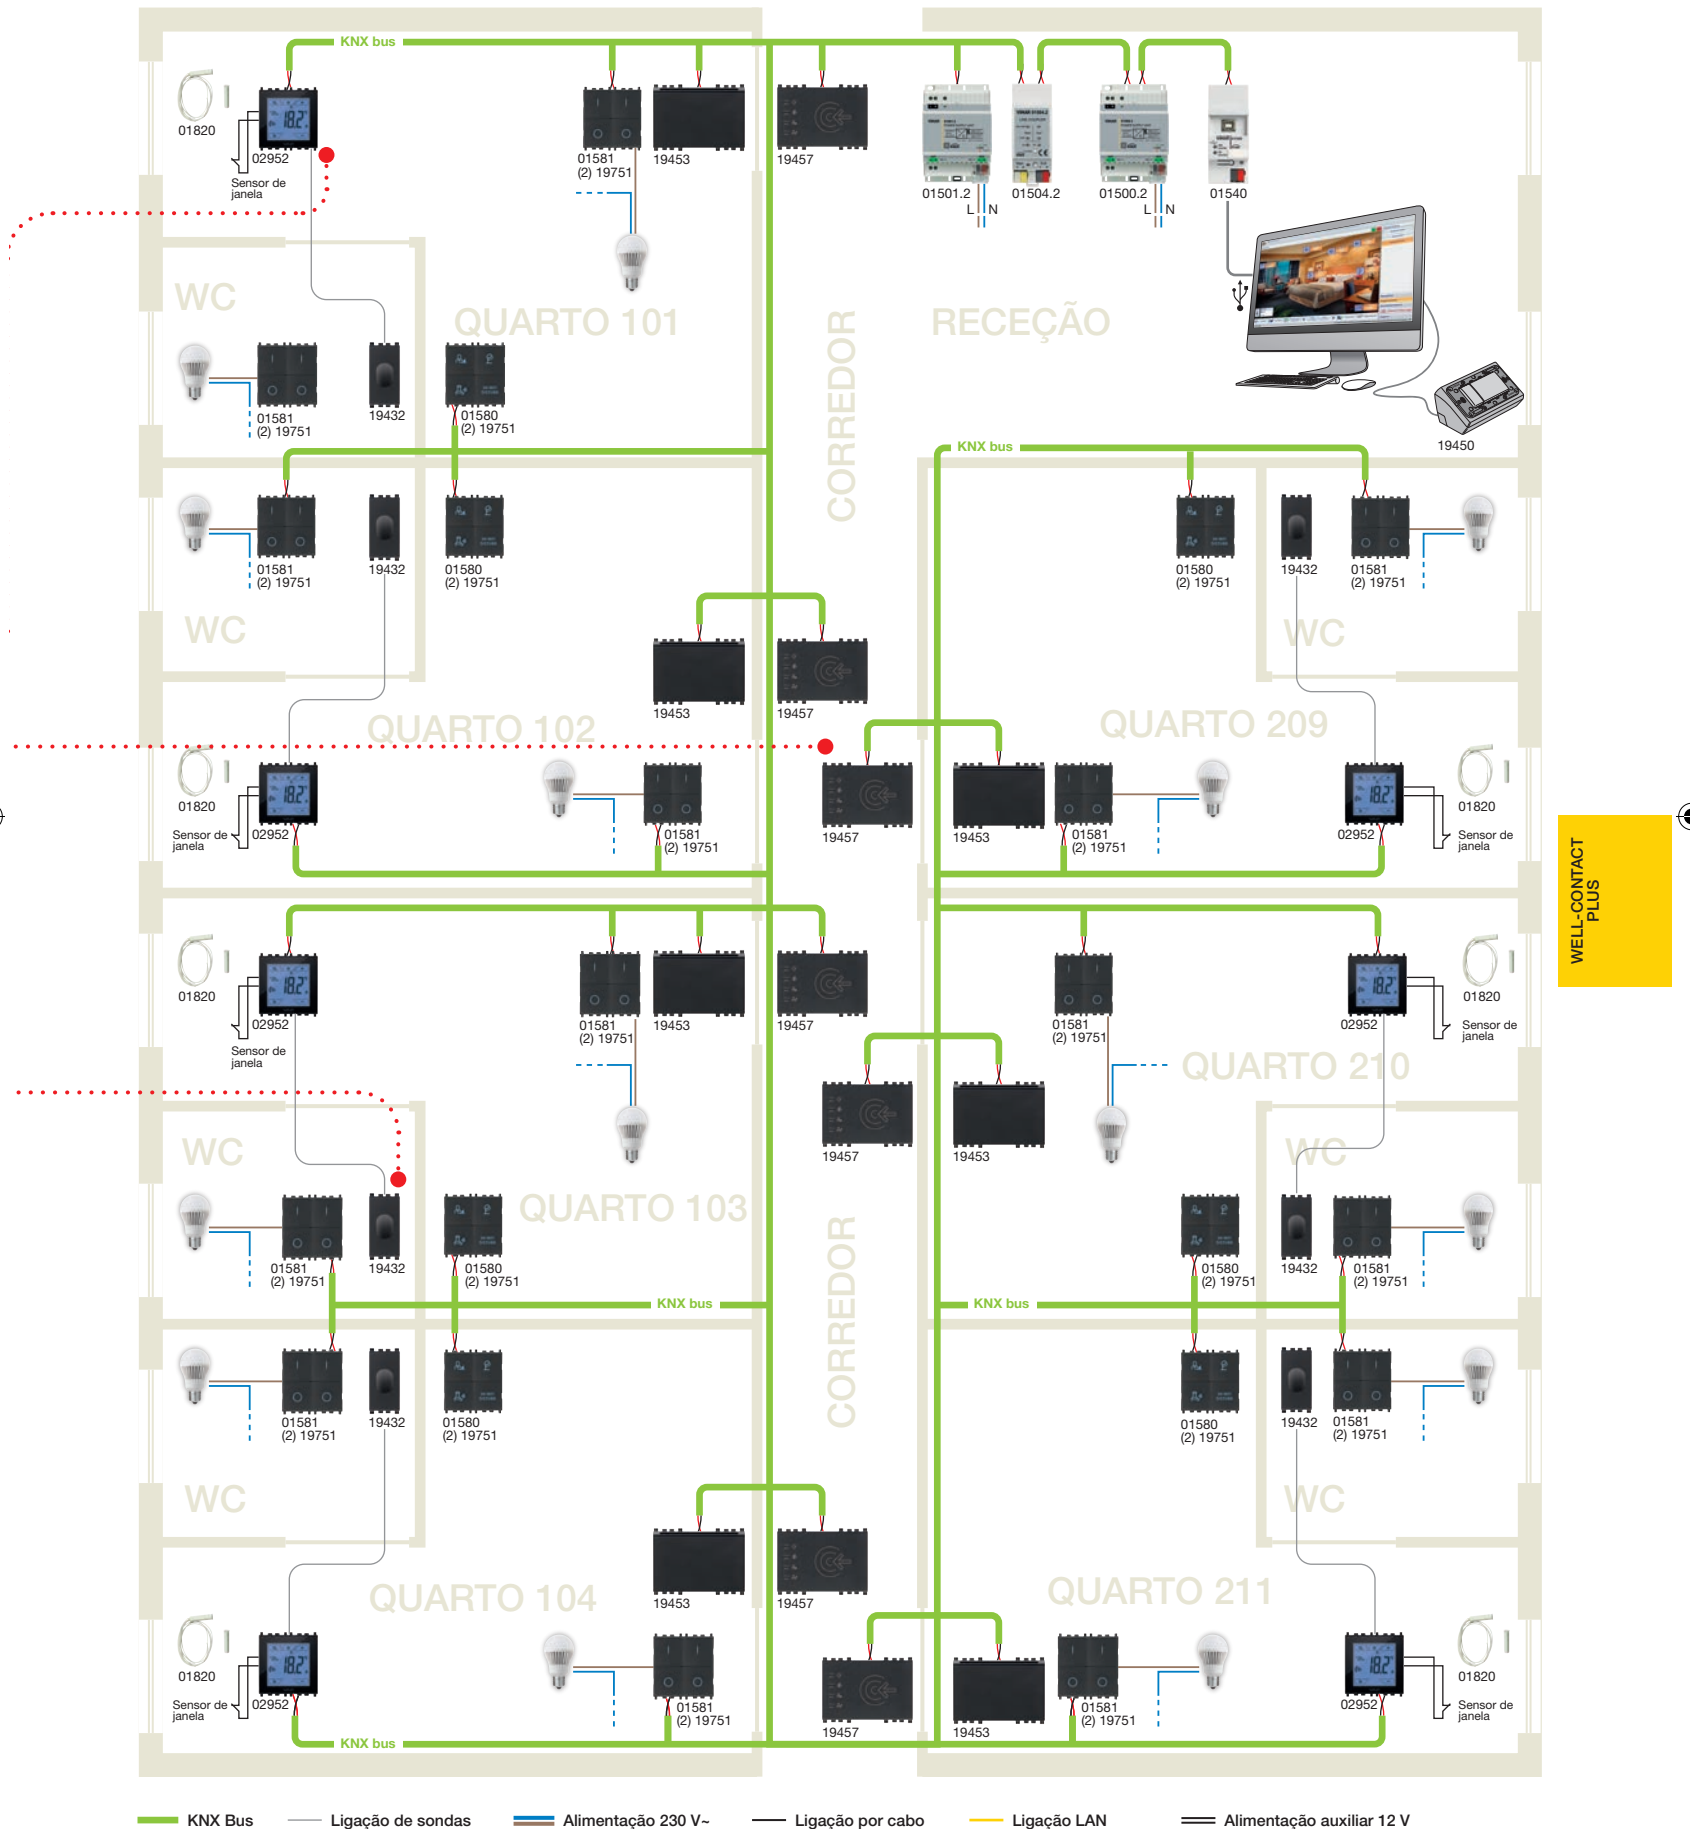 KNX bus
01820
02952
Sensor de
janela
01581
(2) 19751
19453
19457
01501.2
01504.2
01500.2
01540
L N
L N
WC
QUARTO 101
CORREDOR
RECEÇÃO
01581
(2) 19751
19432
01580
(2) 19751
19450
KNX bus
01581
(2) 19751
19432
01580
(2) 19751
01580
(2) 19751
19432
01581
(2) 19751
WC
WC
19453
19457
QUARTO 102
QUARTO 209
01820
02952
Sensor de
janela
01581
(2) 19751
19457
19453
01581
(2) 19751
02952
01820
Sensor de
janela
WELL-CONTACT
PLUS
01820
02952
Sensor de
janela
01581
(2) 19751
19453
19457
01581
(2) 19751
02952
01820
Sensor de
janela
QUARTO 210
19457
19453
WC
WC
QUARTO 103
CORREDOR
01581
(2) 19751
19432
01580
(2) 19751
01580
(2) 19751
19432
01581
(2) 19751
KNX bus
KNX bus
01581
(2) 19751
19432
01580
(2) 19751
01580
(2) 19751
19432
01581
(2) 19751
WC
WC
QUARTO 104
19453
19457
QUARTO 211
01820
02952
Sensor de
janela
01581
(2) 19751
19457
19453
01581
(2) 19751
02952
01820
Sensor de
janela
KNX bus
KNX Bus
Ligação de sondas
Alimentação 230 V~
Ligação por cabo
Ligação LAN
Alimentação auxiliar 12 V